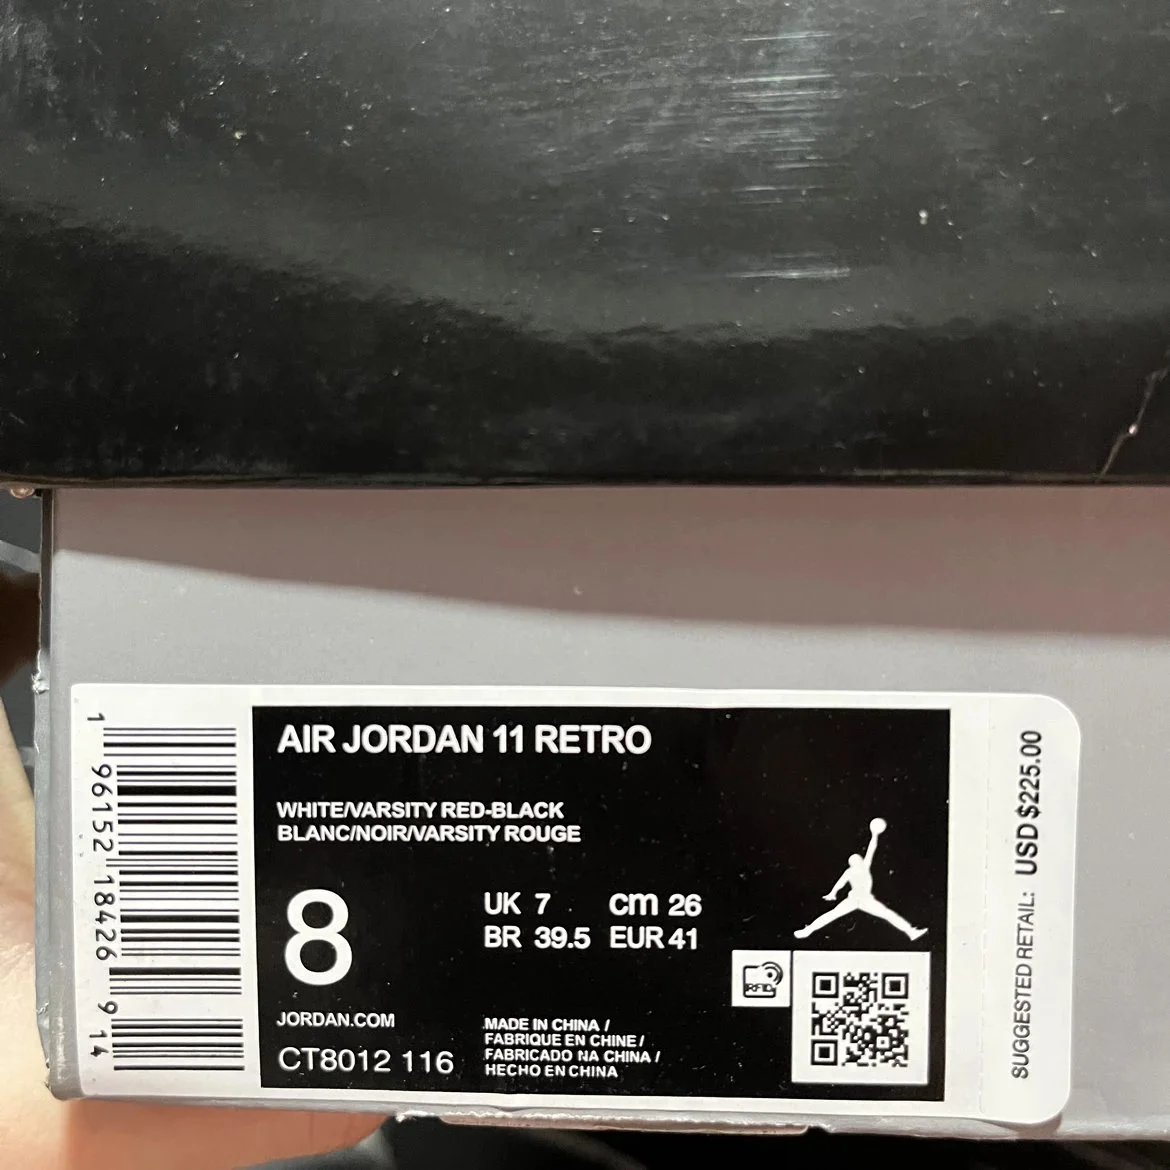 AIR JORDAN 11 RETRO
WHITE/VARSITY RED-BLACK
BLANC/NOIR/VARSITY ROUGE
8
UK 7 cm 26
BR 39.5 EUR 41
JORDAN.COM
CT8012 116
MADE IN CHINA /
FABRIQUE EN CHINE /
FABRICADO NA CHINA /
HECHO EN CHINA
RFID
1 96152 18426 9 14
SUGGESTED RETAIL: USD $225.00